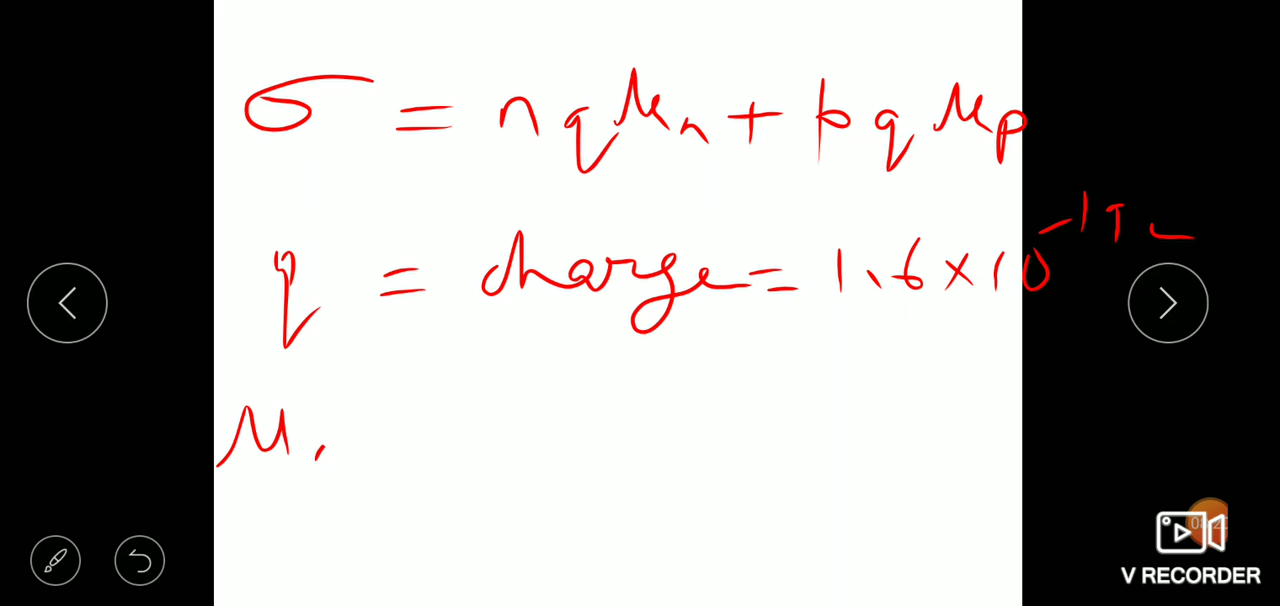 σ = nqμn + pqμp
q = charge = 1.6×10⁻¹⁹ c
μ
V RECORDER